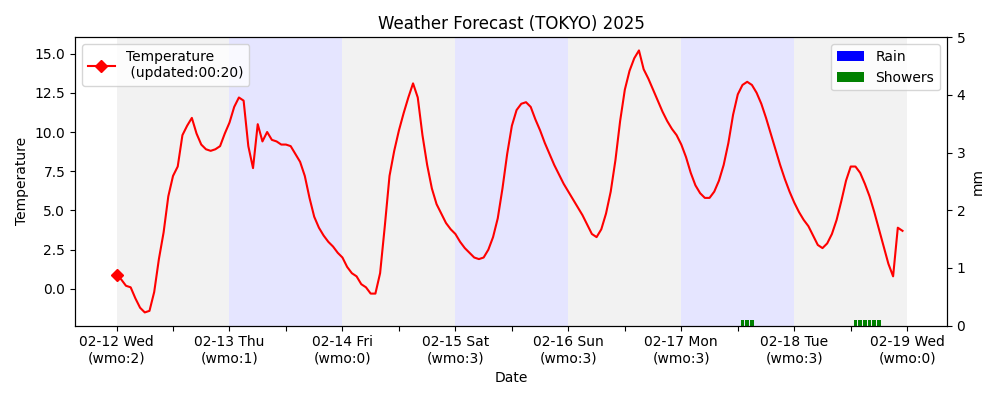 Weather Forecast (TOKYO) 2025
Temperature
(updated:00:20)
Rain
Showers
15.0
12.5
10.0
7.5
5.0
2.5
0.0
Temperature
5
4
3
2
1
0
mm
02-12 Wed
(wmo:2)
02-13 Thu
(wmo:1)
02-14 Fri
(wmo:0)
02-15 Sat
(wmo:3)
02-16 Sun
(wmo:3)
02-17 Mon
(wmo:3)
02-18 Tue
(wmo:3)
02-19 Wed
(wmo:0)
Date